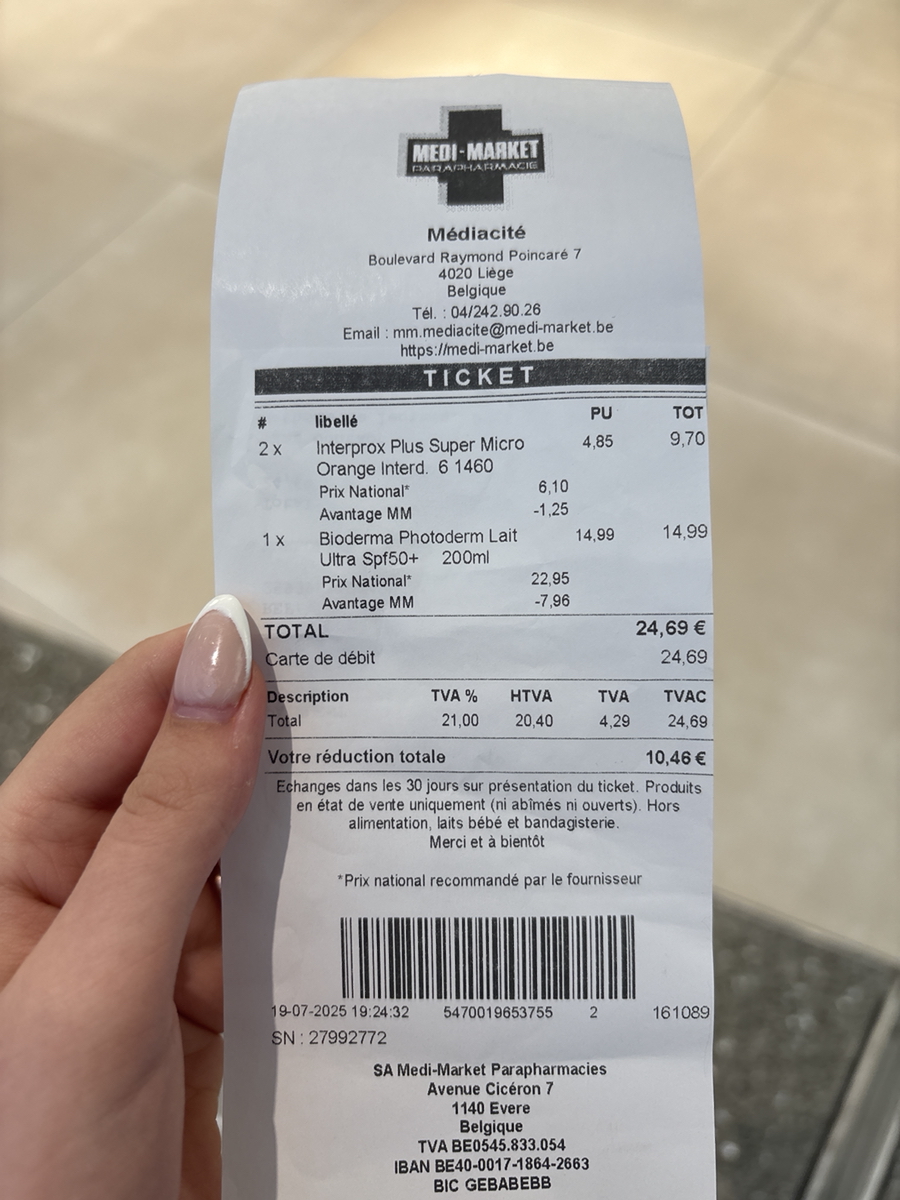 MEDI-MARKET
PARAPHARMACIE
Médiacité
Boulevard Raymond Poincaré 7
4020 Liège
Belgique
Tél. : 04/242.90.26
Email : mm.mediacite@medi-market.be
https://medi-market.be
TICKET
# libellé PU TOT
2 x Interprox Plus Super Micro 4,85 9,70
Orange Interd. 6 1460
Prix National* 6,10
Avantage MM -1,25
1 x Bioderma Photoderm Lait 14,99 14,99
Ultra Spf50+ 200ml
Prix National* 22,95
Avantage MM -7,96
TOTAL 24,69 €
Carte de débit 24,69
Description TVA % HTVA TVA TVAC
Total 21,00 20,40 4,29 24,69
Votre réduction totale 10,46 €
Echanges dans les 30 jours sur présentation du ticket. Produits
en état de vente uniquement (ni abîmés ni ouverts). Hors
alimentation, laits bébé et bandagisterie.
Merci et à bientôt
*Prix national recommandé par le fournisseur
19-07-2025 19:24:32 5470019653755 2 161089
SN : 27992772
SA Medi-Market Parapharmacies
Avenue Cicéron 7
1140 Evere
Belgique
TVA BE0545.833.054
IBAN BE40-0017-1864-2663
BIC GEBABEBB